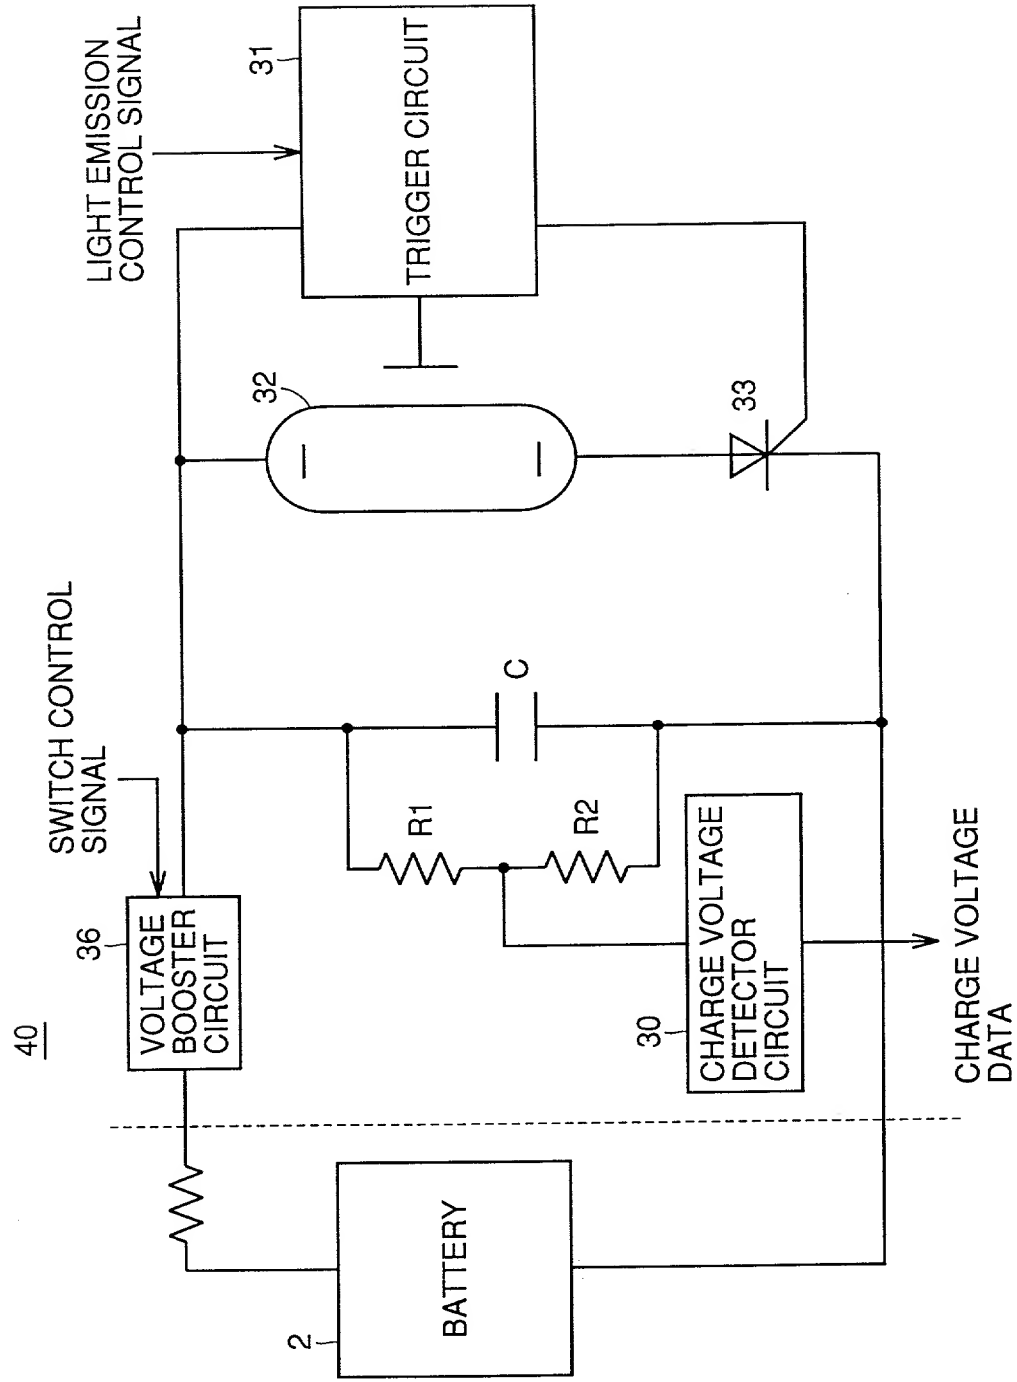 40
LIGHT EMISSION
CONTROL SIGNAL
SWITCH CONTROL
SIGNAL
36
VOLTAGE
BOOSTER
CIRCUIT
31
TRIGGER CIRCUIT
32
33
C
R1
R2
30
CHARGE VOLTAGE
DETECTOR
CIRCUIT
2
BATTERY
CHARGE VOLTAGE
DATA